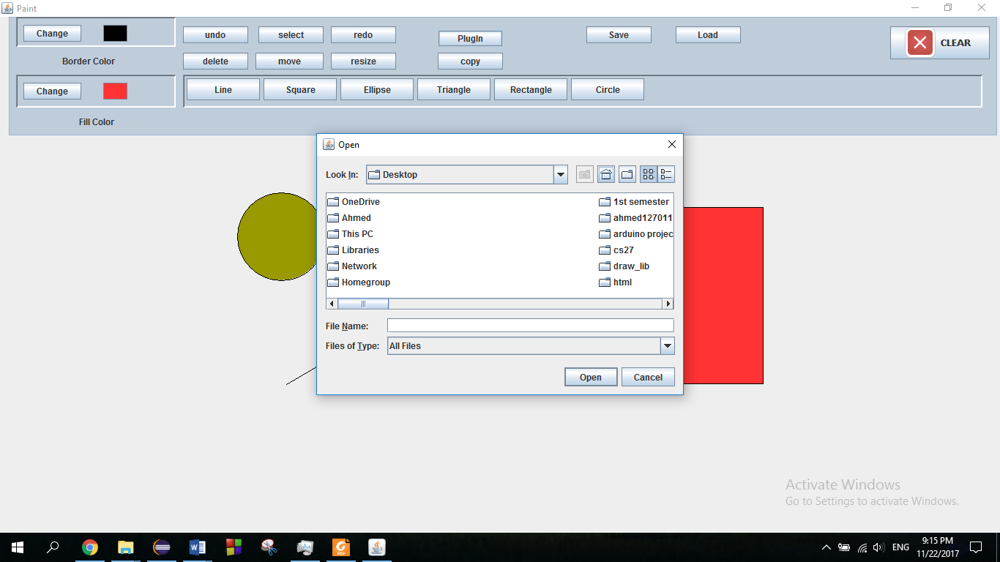 Paint
Change
undo
select
redo
PlugIn
Save
Load
CLEAR
Border Color
delete
move
resize
copy
Change
Line
Square
Ellipse
Triangle
Rectangle
Circle
Fill Color
Open
Look In:
Desktop
OneDrive
Ahmed
This PC
Libraries
Network
Homegroup
1st semester
ahmed127011
arduino projec
cs27
draw_lib
html
File Name:
Files of Type:
All Files
Open
Cancel
Activate Windows
Go to Settings to activate Windows.
PDF
ENG
9:15 PM
11/22/2017